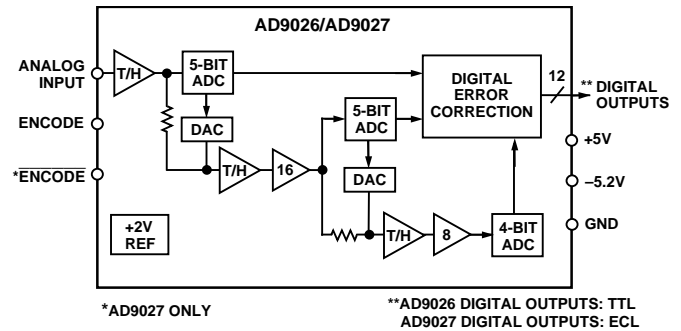 AD9026/AD9027
ANALOG
INPUT
T/H
5-BIT
ADC
DIGITAL
ERROR
CORRECTION
12
** DIGITAL
OUTPUTS
ENCODE
DAC
5-BIT
ADC
+5V
*ENCODE
T/H
16
DAC
–5.2V
+2V
REF
T/H
8
4-BIT
ADC
GND
*AD9027 ONLY
**AD9026 DIGITAL OUTPUTS: TTL
AD9027 DIGITAL OUTPUTS: ECL